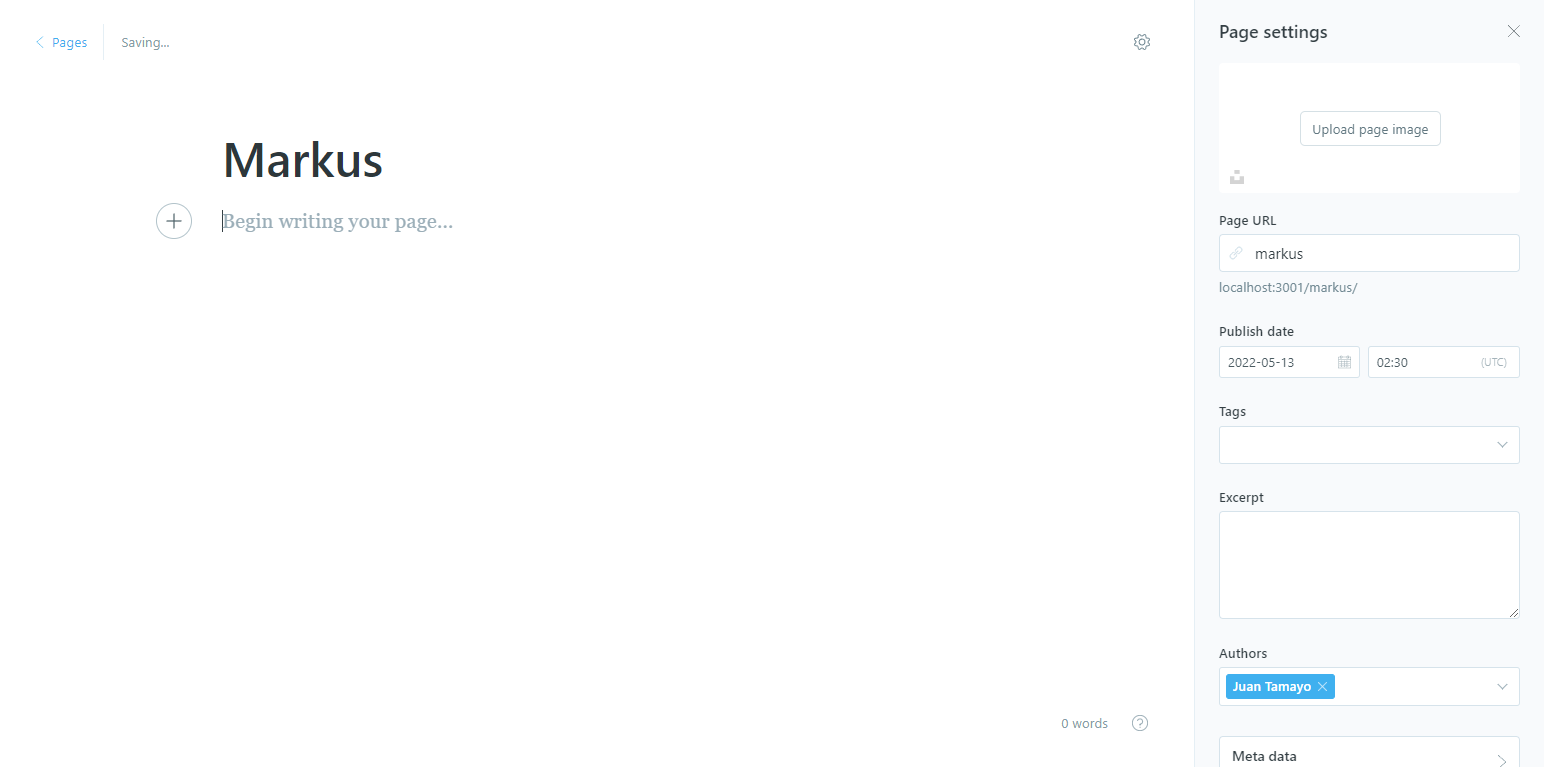 Pages
Saving...
Markus
Begin writing your page...
0 words
Page settings
Upload page image
Page URL
markus
localhost:3001/markus/
Publish date
2022-05-13
02:30
(UTC)
Tags
Excerpt
Authors
Juan Tamayo
Meta data